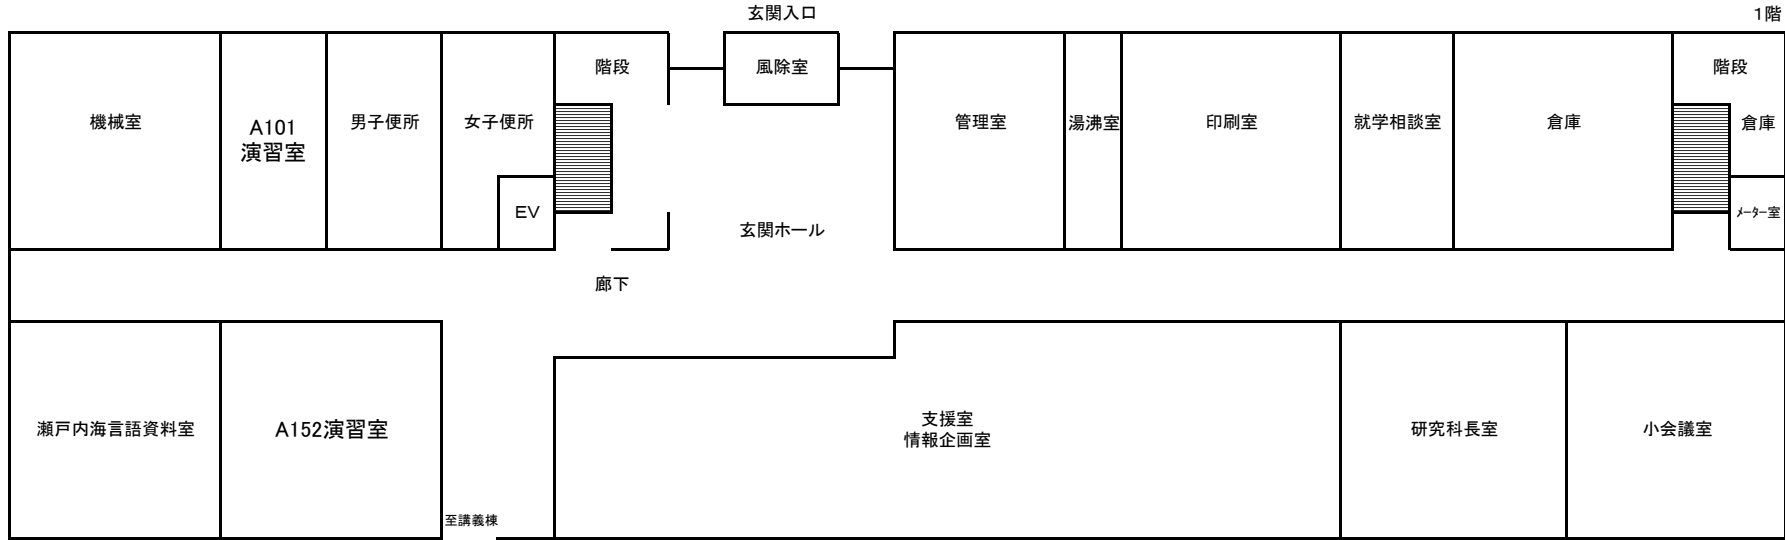 玄関入口
1階
階段
風除室
階段
機械室
A101
演習室
男子便所
女子便所
管理室
湯沸室
印刷室
就学相談室
倉庫
倉庫
EV
メーター室
玄関ホール
廊下
瀬戸内海言語資料室
A152演習室
支援室
情報企画室
研究科長室
小会議室
至講義棟